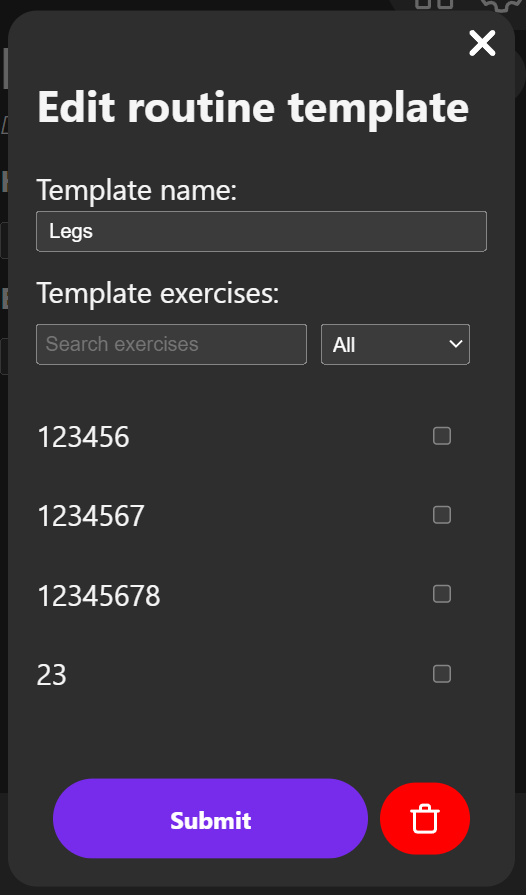 Edit routine template
Template name:
Legs
Template exercises:
Search exercises
All
123456
1234567
12345678
23
Submit